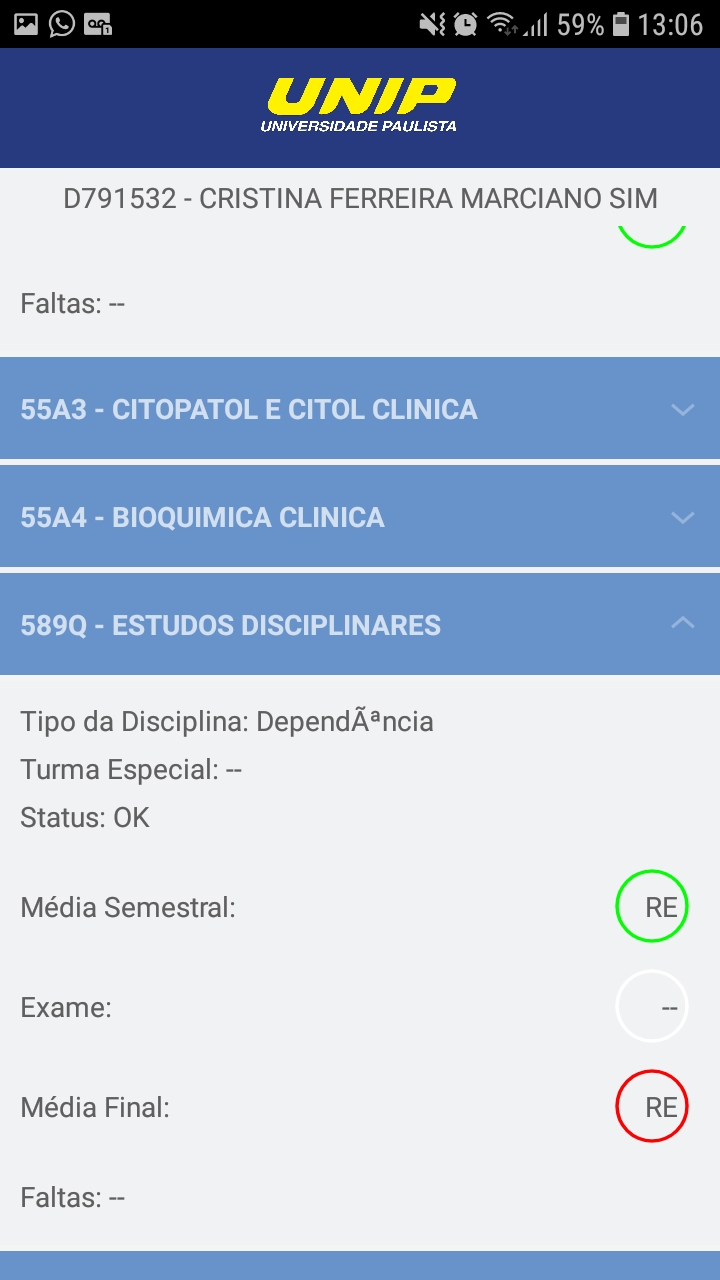 59% 13:06
UNIP
UNIVERSIDADE PAULISTA
D791532 - CRISTINA FERREIRA MARCIANO SIM
Faltas: --
55A3 - CITOPATOL E CITOL CLINICA
55A4 - BIOQUIMICA CLINICA
589Q - ESTUDOS DISCIPLINARES
Tipo da Disciplina: DependÃªncia
Turma Especial: --
Status: OK
Média Semestral: RE
Exame: --
Média Final: RE
Faltas: --